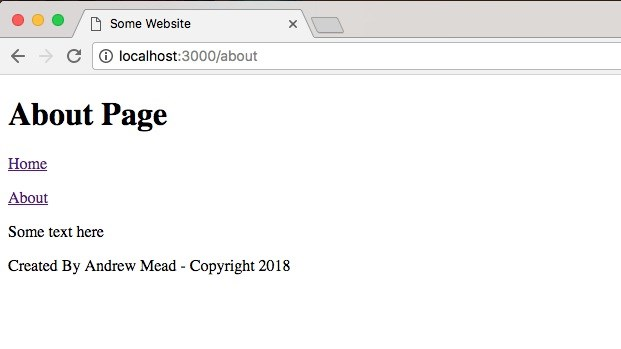 Some Website
localhost:3000/about
About Page
Home
About
Some text here
Created By Andrew Mead - Copyright 2018